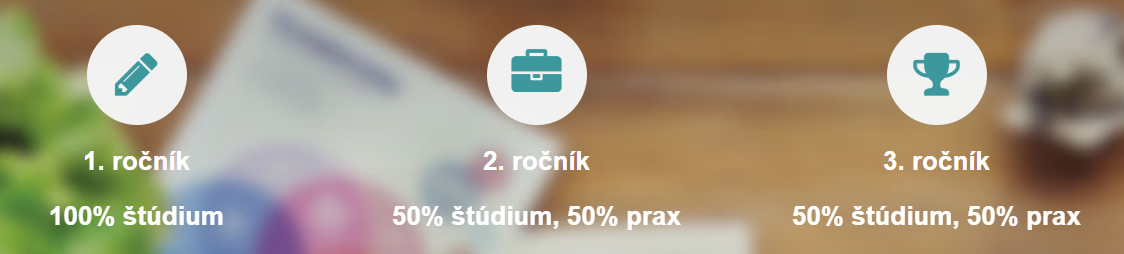 1. ročník
100% štúdium
2. ročník
50% štúdium, 50% prax
3. ročník
50% štúdium, 50% prax